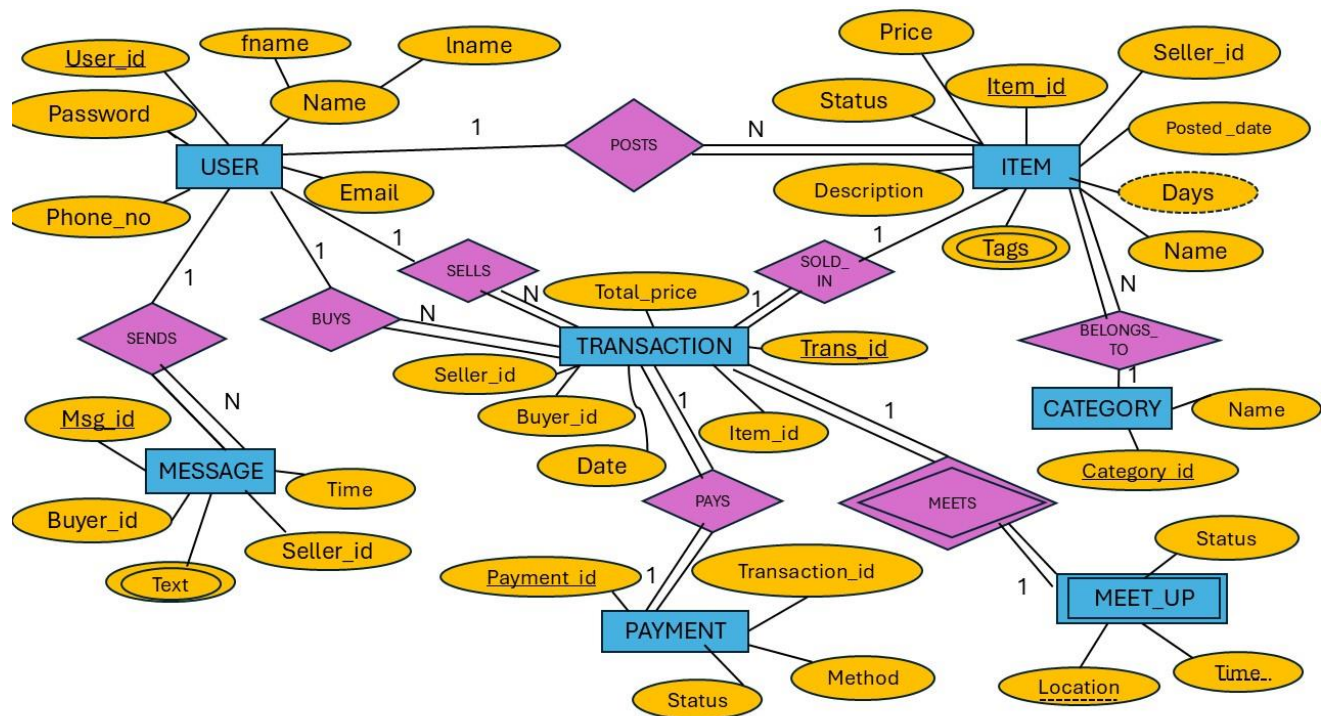 fname
lname
User_id
Name
Password
USER
Email
Phone_no
1
POSTS
N
Price
Seller_id
Item_id
Status
Posted_date
ITEM
Description
Days
Tags
Name
1
SENDS
N
1
BUYS
N
1
SELLS
N
1
SOLD_
IN
1
N
BELONGS_
TO
1
CATEGORY
Name
Category_id
Total_price
TRANSACTION
Trans_id
Seller_id
Buyer_id
Date
Item_id
Msg_id
MESSAGE
Time
Buyer_id
Seller_id
Text
1
PAYS
1
1
MEETS
1
Payment_id
Transaction_id
PAYMENT
Method
Status
Status
MEET_UP
Location
Time